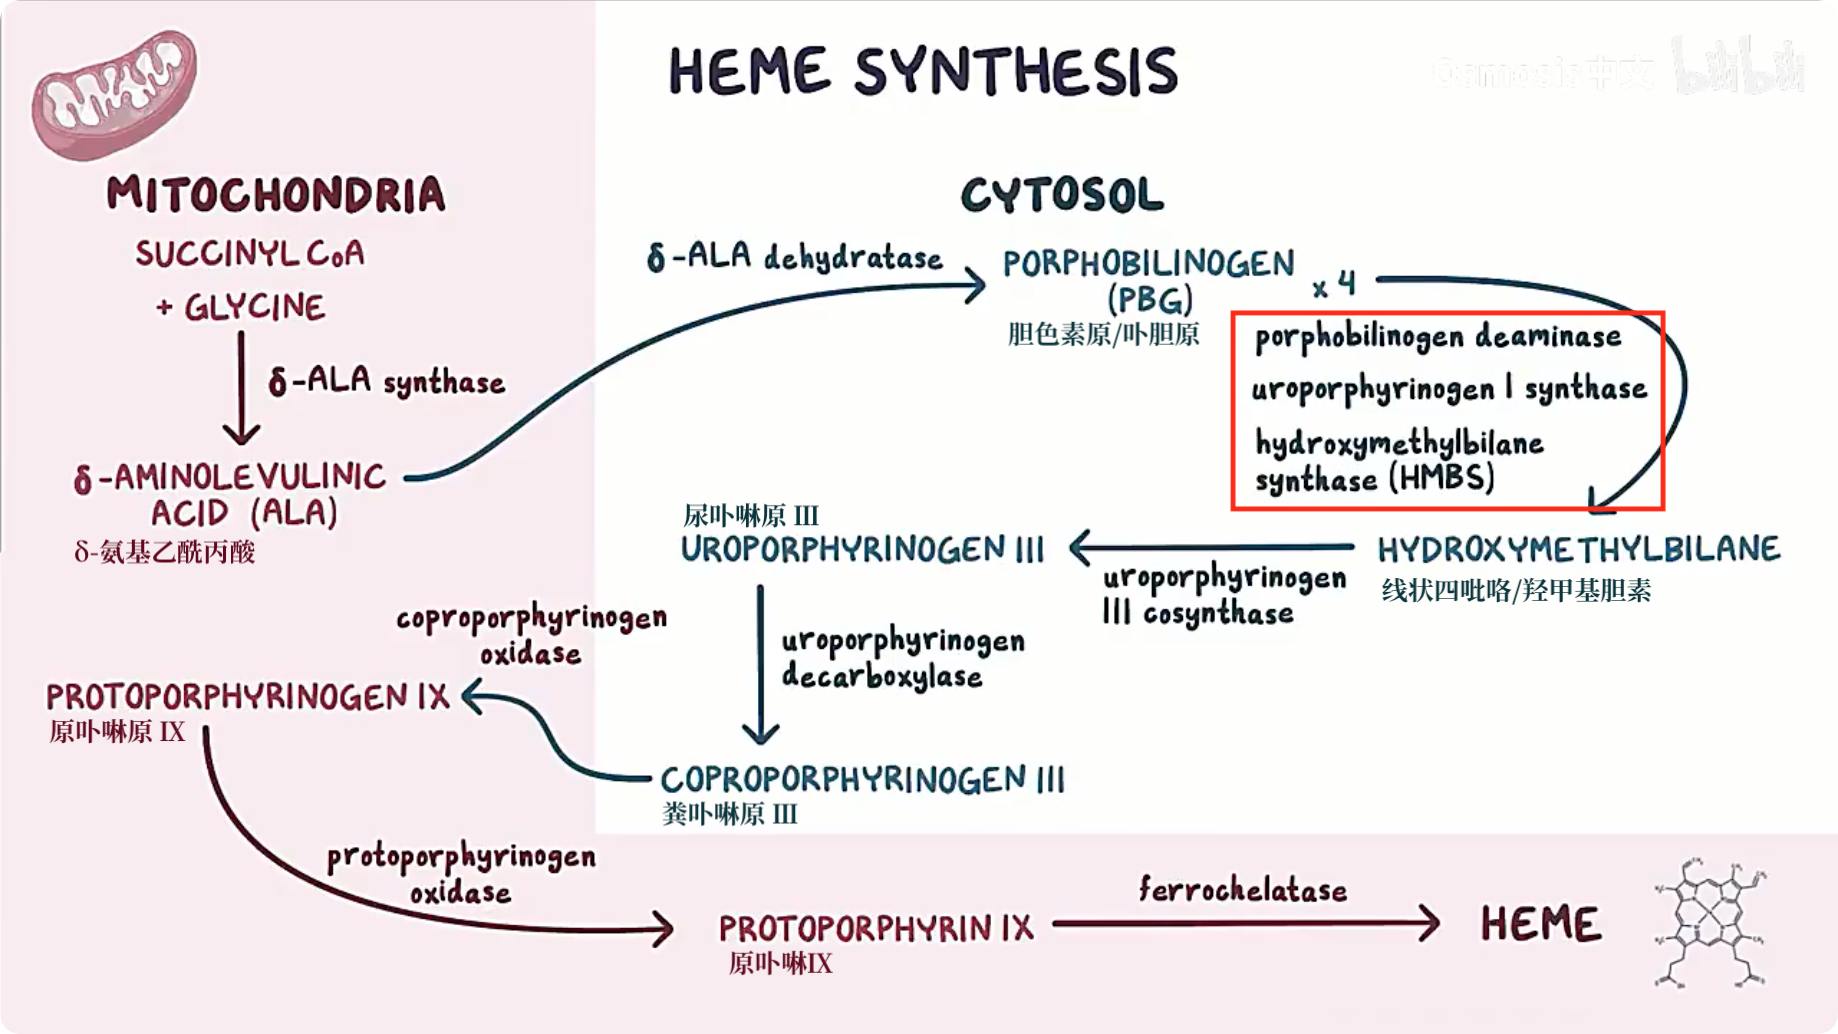 HEME SYNTHESIS
Osmosis中文 bilibili
MITOCHONDRIA
SUCCINYL CoA
+ GLYCINE
δ-ALA synthase
δ-AMINOLEVULINIC
ACID (ALA)
δ-氨基乙酰丙酸
CYTOSOL
δ-ALA dehydratase
PORPHOBILINOGEN
(PBG)
x 4
胆色素原/卟胆原
porphobilinogen deaminase
uroporphyrinogen I synthase
hydroxymethylbilane
synthase (HMBS)
HYDROXYMETHYLBILANE
线状四吡咯/羟甲基胆素
uroporphyrinogen
III cosynthase
尿卟啉原 III
UROPORPHYRINOGEN III
uroporphyrinogen
decarboxylase
COPROPORPHYRINOGEN III
粪卟啉原 III
coproporphyrinogen
oxidase
PROTOPORPHYRINOGEN IX
原卟啉原 IX
protoporphyrinogen
oxidase
PROTOPORPHYRIN IX
原卟啉IX
ferrochelatase
HEME